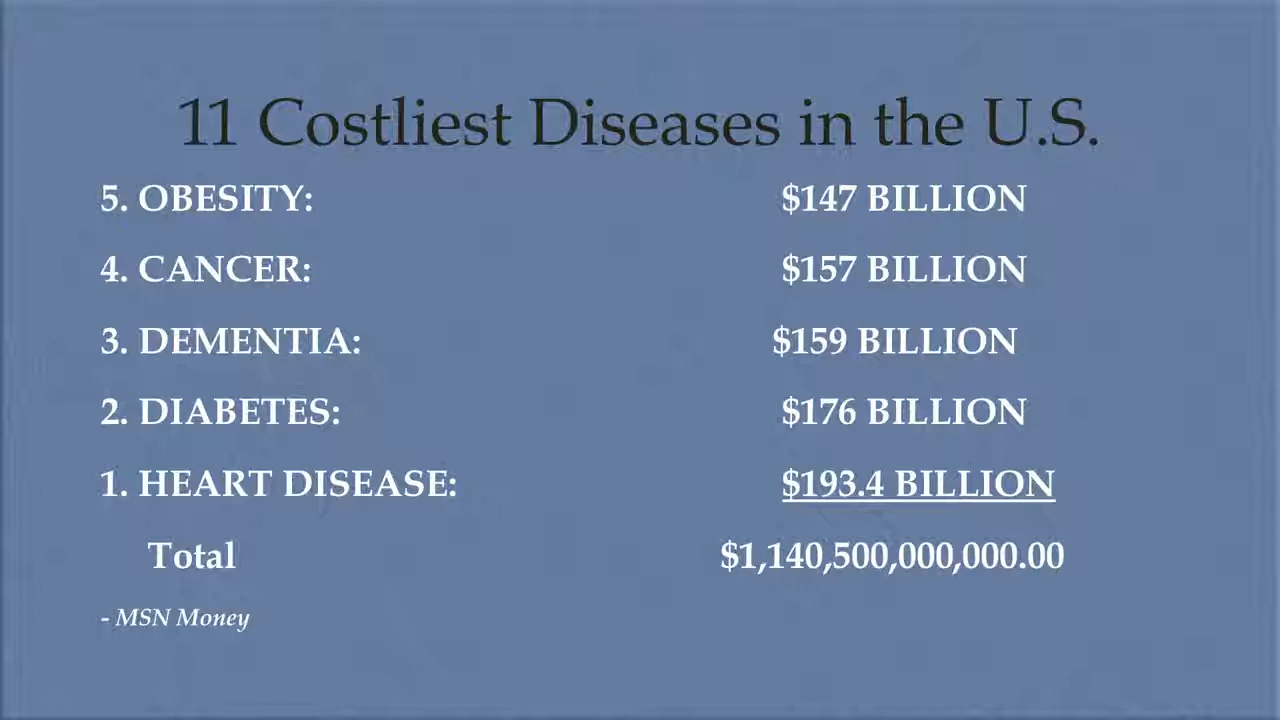 11 Costliest Diseases in the U.S.
5. OBESITY: $147 BILLION
4. CANCER: $157 BILLION
3. DEMENTIA: $159 BILLION
2. DIABETES: $176 BILLION
1. HEART DISEASE: $193.4 BILLION
Total $1,140,500,000,000.00
- MSN Money